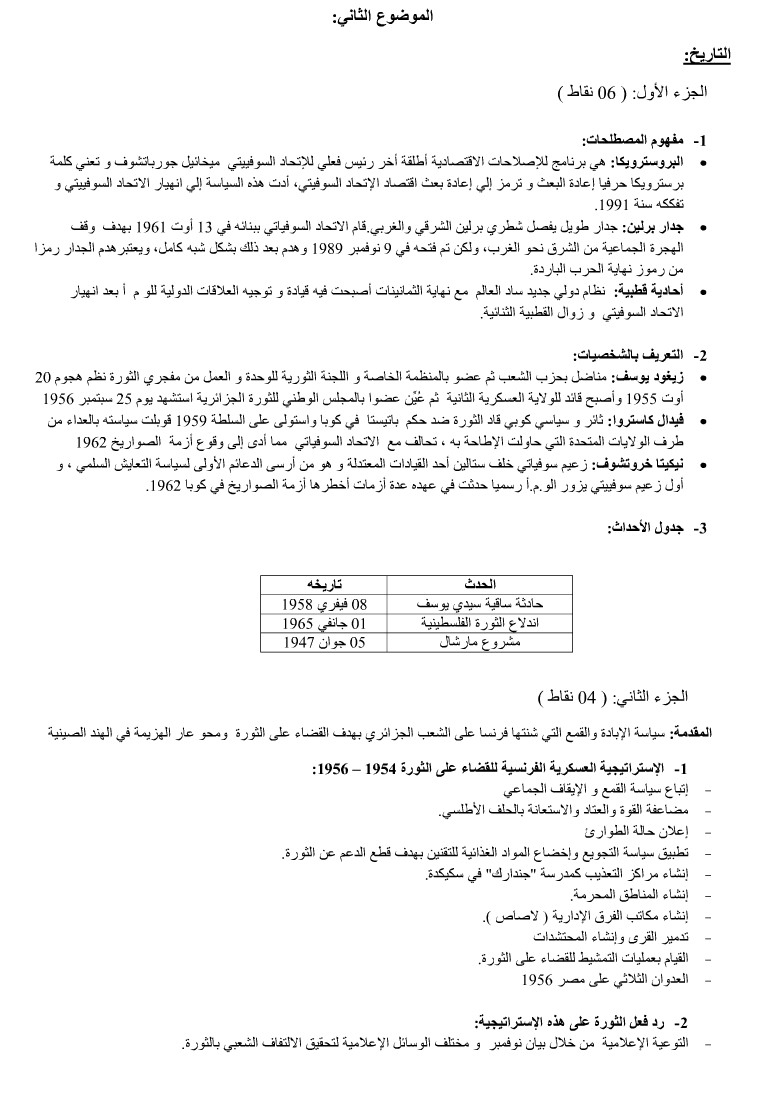 الموضوع الثاني:
التاريخ:
الجزء الأول: ( 06 نقاط )
1- مفهوم المصطلحات:
• البروسترويكا: هي برنامج للإصلاحات الاقتصادية أطلقة أخر رئيس فعلي للإتحاد السوفييتي ميخائيل جورباتشوف و تعني كلمة
برسترويكا حرفيا إعادة البعث و ترمز إلي إعادة بعث اقتصاد الإتحاد السوفيتي، أدت هذه السياسة إلي انهيار الاتحاد السوفييتي و
تفككه سنة 1991.
• جدار برلين: جدار طويل يفصل شطري برلين الشرقي والغربي.قام الاتحاد السوفياتي ببنائه في 13 أوت 1961 بهدف وقف
الهجرة الجماعية من الشرق نحو الغرب، ولكن تم فتحه في 9 نوفمبر 1989 وهدم بعد ذلك بشكل شبه كامل، ويعتبرهدم الجدار رمزا
من رموز نهاية الحرب الباردة.
• أحادية قطبية: نظام دولي جديد ساد العالم مع نهاية الثمانينات أصبحت فيه قيادة و توجيه العلاقات الدولية للو م أ بعد انهيار
الاتحاد السوفيتي و زوال القطبية الثنائية.
2- التعريف بالشخصيات:
• زيغود يوسف: مناضل بحزب الشعب ثم عضو بالمنظمة الخاصة و اللجنة الثورية للوحدة و العمل من مفجري الثورة نظم هجوم 20
أوت 1955 وأصبح قائد للولاية العسكرية الثانية ثم عُيِّن عضوا بالمجلس الوطني للثورة الجزائرية استشهد يوم 25 سبتمبر 1956
• فيدال كاستروا: ثائر و سياسي كوبي قاد الثورة ضد حكم باتيستا في كوبا واستولى على السلطة 1959 قوبلت سياسته بالعداء من
طرف الولايات المتحدة التي حاولت الإطاحة به ، تحالف مع الاتحاد السوفياتي مما أدى إلى وقوع أزمة الصواريخ 1962
• نيكيتا خروتشوف: زعيم سوفياتي خلف ستالين أحد القيادات المعتدلة و هو من أرسى الدعائم الأولى لسياسة التعايش السلمي ، و
أول زعيم سوفييتي يزور الو.م.أ رسميا حدثت في عهده عدة أزمات أخطرها أزمة الصواريخ في كوبا 1962.
3- جدول الأحداث:
الحدث تاريخه
حادثة ساقية سيدي يوسف 08 فيفري 1958
اندلاع الثورة الفلسطينية 01 جانفي 1965
مشروع مارشال 05 جوان 1947
الجزء الثاني: ( 04 نقاط )
المقدمة: سياسة الإبادة والقمع التي شنتها فرنسا على الشعب الجزائري بهدف القضاء على الثورة ومحو عار الهزيمة في الهند الصينية
1- الإستراتيجية العسكرية الفرنسية للقضاء على الثورة 1954 – 1956:
- إتباع سياسة القمع و الإيقاف الجماعي
- مضاعفة القوة والعتاد والاستعانة بالحلف الأطلسي.
- إعلان حالة الطوارئ
- تطبيق سياسة التجويع وإخضاع المواد الغذائية للتقنين بهدف قطع الدعم عن الثورة.
- إنشاء مراكز التعذيب كمدرسة "جندارك" في سكيكدة.
- إنشاء المناطق المحرمة.
- إنشاء مكاتب الفرق الإدارية ( لاصاص ).
- تدمير القرى وإنشاء المحتشدات
- القيام بعمليات التمشيط للقضاء على الثورة.
- العدوان الثلاثي على مصر 1956
2- رد فعل الثورة على هذه الإستراتيجية:
- التوعية الإعلامية من خلال بيان نوفمبر و مختلف الوسائل الإعلامية لتحقيق الالتفاف الشعبي بالثورة.